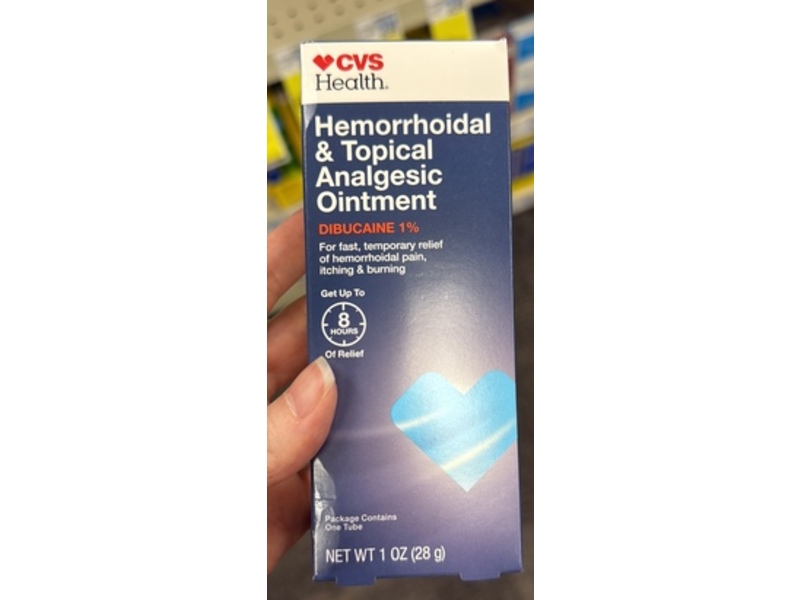 CVS
Health.
Hemorrhoidal
& Topical
Analgesic
Ointment
DIBUCAINE 1%
For fast, temporary relief
of hemorrhoidal pain,
itching & burning
Get Up To
8
HOURS
Of Relief
Package Contains
One Tube
NET WT 1 OZ (28 g)